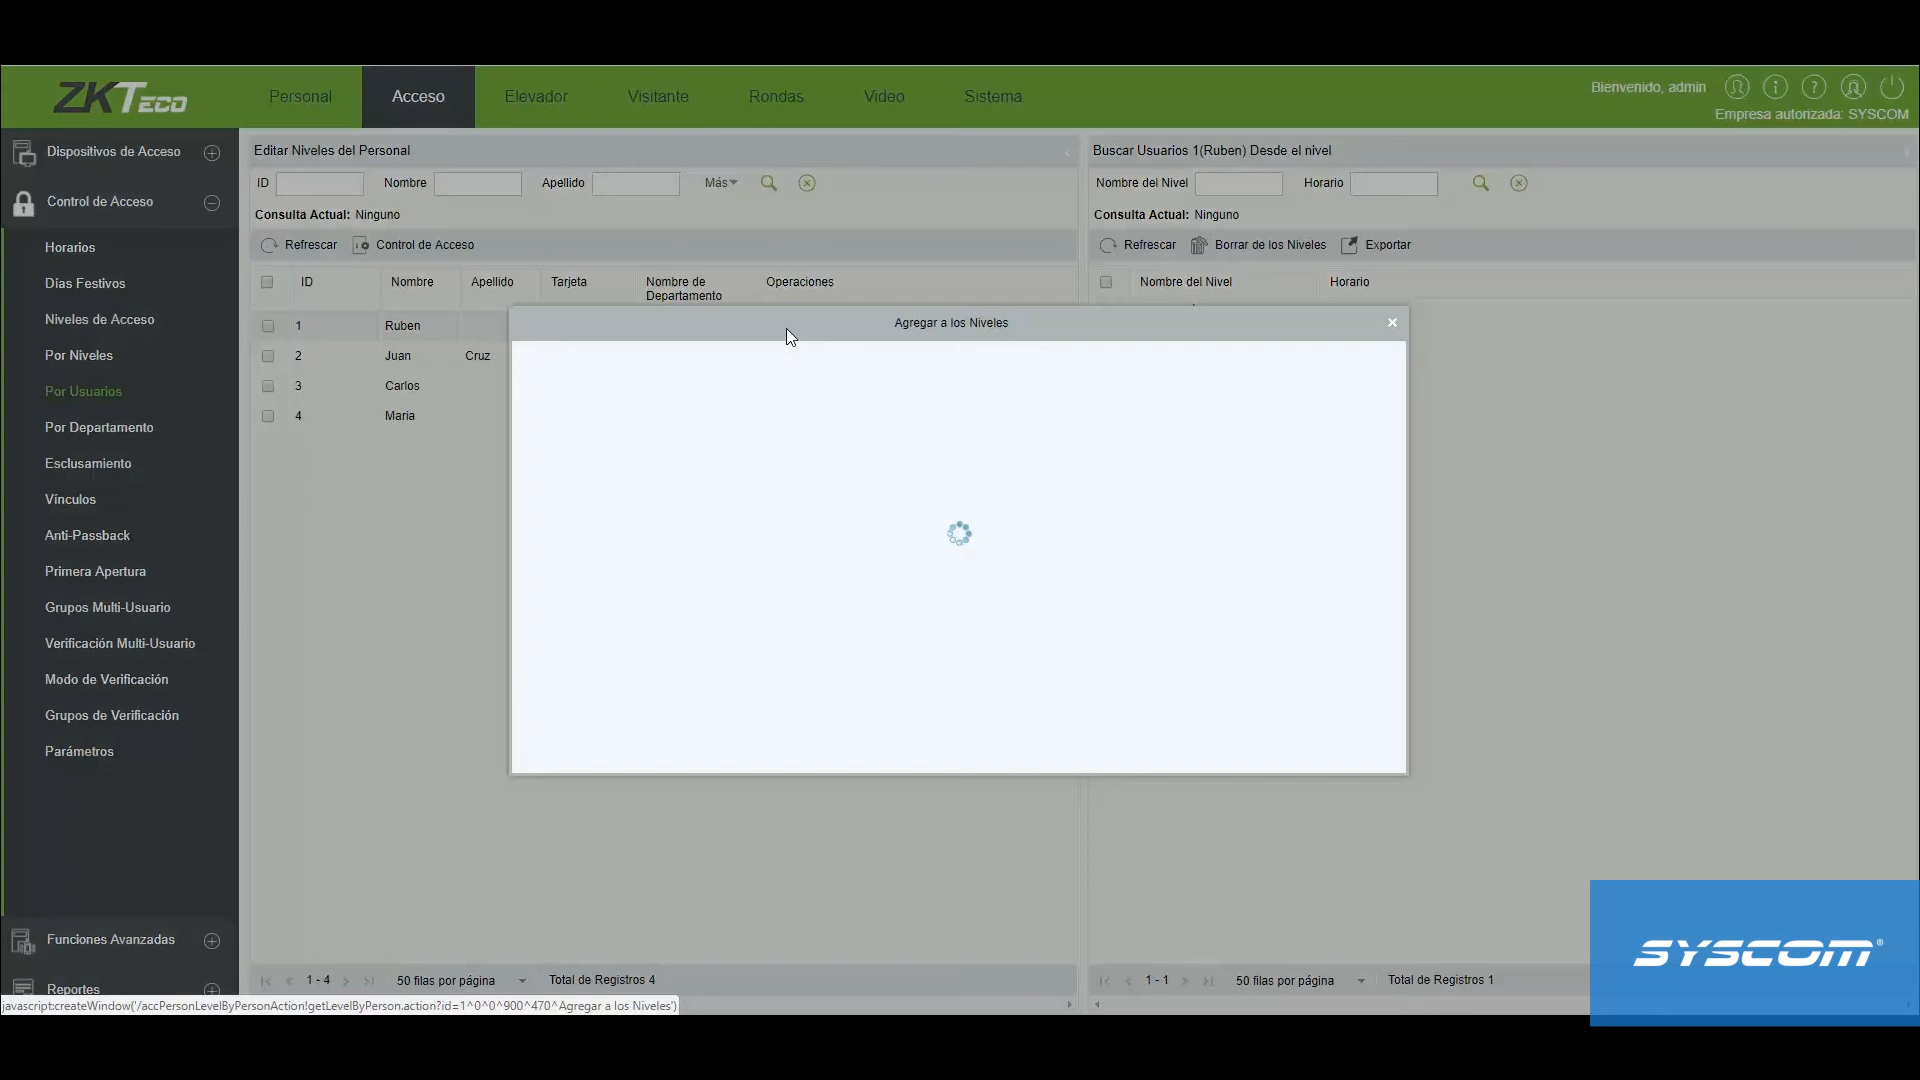 ZKTECO
Personal
Acceso
Elevador
Visitante
Rondas
Video
Sistema
Bienvenido, admin
Empresa autorizada: SYSCOM
Dispositivos de Acceso
Control de Acceso
Horarios
Días Festivos
Niveles de Acceso
Por Niveles
Por Usuarios
Por Departamento
Esclusamiento
Vínculos
Anti-Passback
Primera Apertura
Grupos Multi-Usuario
Verificación Multi-Usuario
Modo de Verificación
Grupos de Verificación
Parámetros
Funciones Avanzadas
Reportes
Editar Niveles del Personal
ID Nombre Apellido Más
Consulta Actual: Ninguno
Refrescar Control de Acceso
ID Nombre Apellido Tarjeta Nombre de Departamento Operaciones
1 Ruben
2 Juan Cruz
3 Carlos
4 Maria
1 - 4 50 filas por página Total de Registros 4
Buscar Usuarios 1(Ruben) Desde el nivel
Nombre del Nivel Horario
Consulta Actual: Ninguno
Refrescar Borrar de los Niveles Exportar
Nombre del Nivel Horario
Agregar a los Niveles
1 - 1 50 filas por página Total de Registros 1
javascript:createWindow('/accPersonLevelByPersonAction!getLevelByPerson.action?id=1^0^0^900^470^Agregar a los Niveles')
SYSCOM®